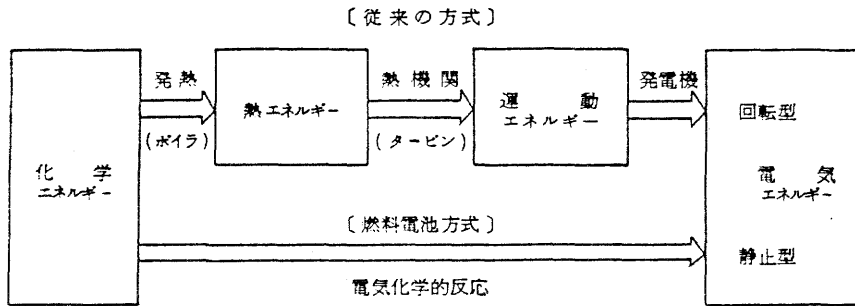 〔従来の方式〕
発熱
熱機関
発電機
(ボイラ)
(タービン)
熱エネルギー
運動
エネルギー
回転型
化学
エネルギー
電気
エネルギー
〔燃料電池方式〕
静止型
電気化学的反応